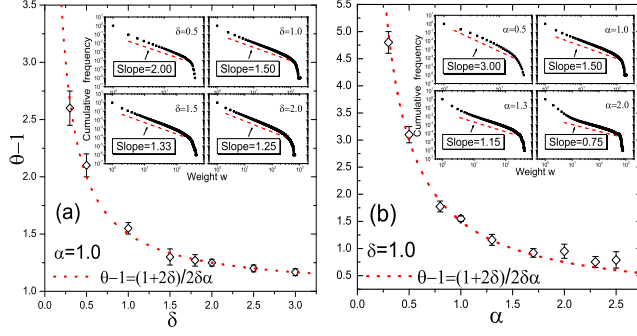 (a)
θ−1
3.0
2.5
2.0
1.5
1.0
0.0 0.5 1.0 1.5 2.0 2.5 3.0
δ
α=1.0
θ−1=(1+2δ)/2δα
Cumulative frequency
Weight w
δ=0.5
Slope=2.00
δ=1.0
Slope=1.50
δ=1.5
Slope=1.33
δ=2.0
Slope=1.25
(b)
5.5
5.0
4.5
4.0
3.5
3.0
2.5
2.0
1.5
1.0
0.5
0.0 0.5 1.0 1.5 2.0 2.5
α
δ=1.0
θ−1=(1+2δ)/2δα
Cumulative frequency
Weight w
α=0.5
Slope=3.00
α=1.0
Slope=1.50
α=1.3
Slope=1.15
α=2.0
Slope=0.75